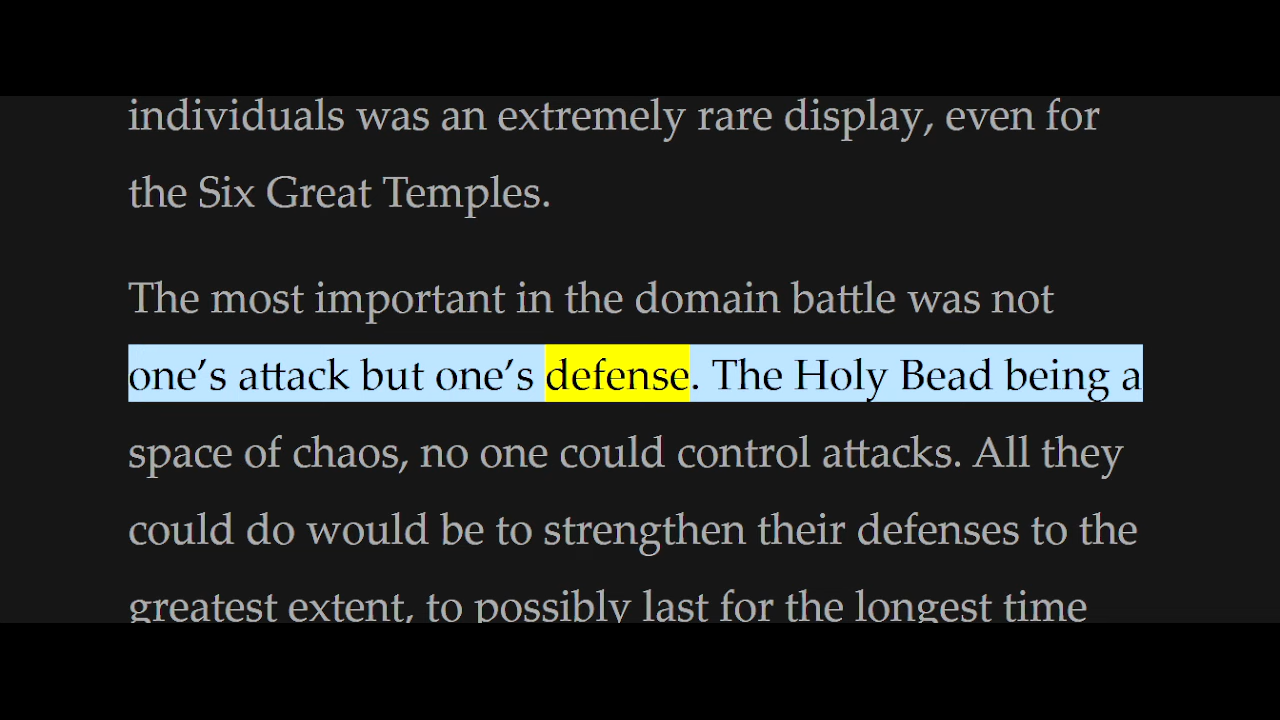 individuals was an extremely rare display, even for
the Six Great Temples.
The most important in the domain battle was not
one’s attack but one’s defense. The Holy Bead being a
space of chaos, no one could control attacks. All they
could do would be to strengthen their defenses to the
greatest extent, to possibly last for the longest time